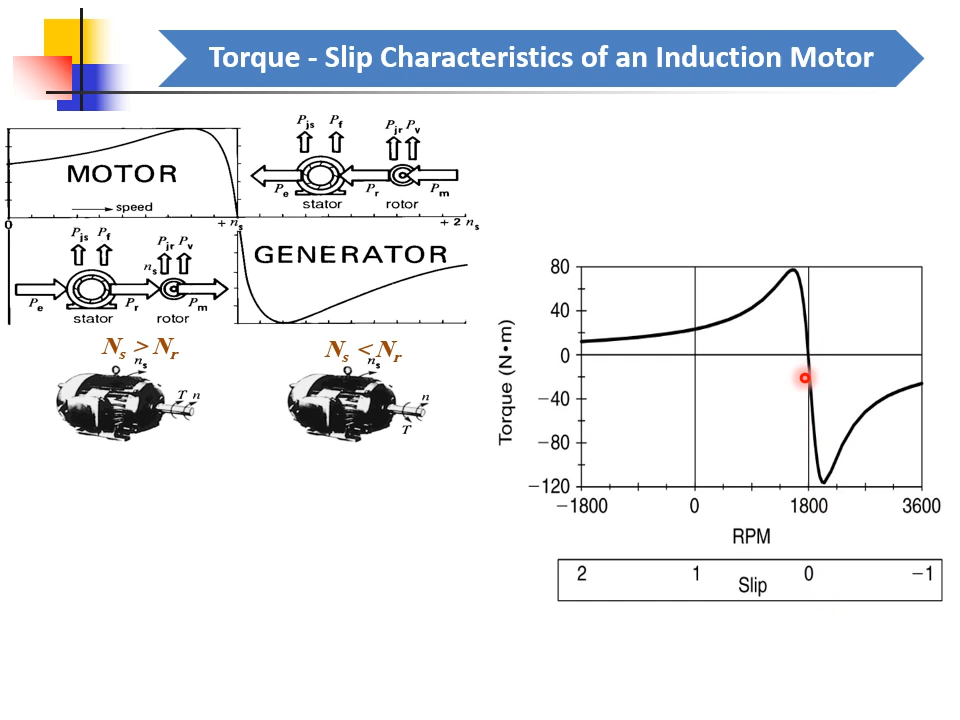 Torque - Slip Characteristics of an Induction Motor
MOTOR
speed
0
+ ns
Pjs Pf
Pjr Pv
Pe
Pr
Pm
stator
rotor
+ 2 ns
Pjs Pf
Pjr Pv
ns
Pe
Pr
Pm
stator
rotor
GENERATOR
Ns > Nr
ns
T n
Ns < Nr
ns
n
T
80
40
0
−40
−80
−120
Torque (N•m)
−1800 0 1800 3600
RPM
2 1 0 −1
Slip